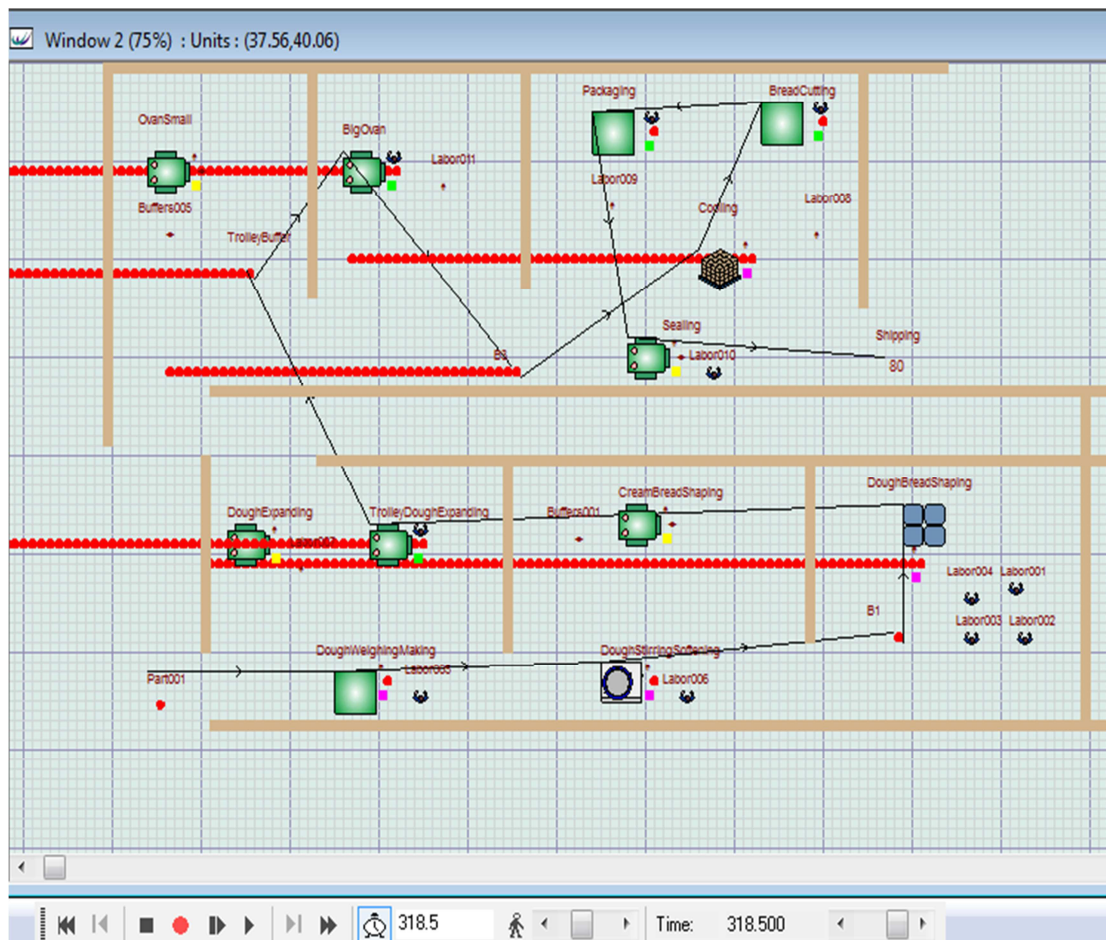 Window 2 (75%) : Units : (37.56,40.06)
Packaging
BreadCutting
OvanSmall
BigOvan
Labor011
Labor009
Labor008
Buffers005
Cooling
TrolleyBuffer
Sealing
Shipping
Labor010
80
DoughBreadShaping
CreamBreadShaping
DoughExpanding
TrolleyDoughExpanding
Buffers001
Labor004
Labor001
B1
Labor003
Labor002
DoughWeighingMaking
DoughStirringSoftening
Part001
Labor006
318.5
Time:
318.500